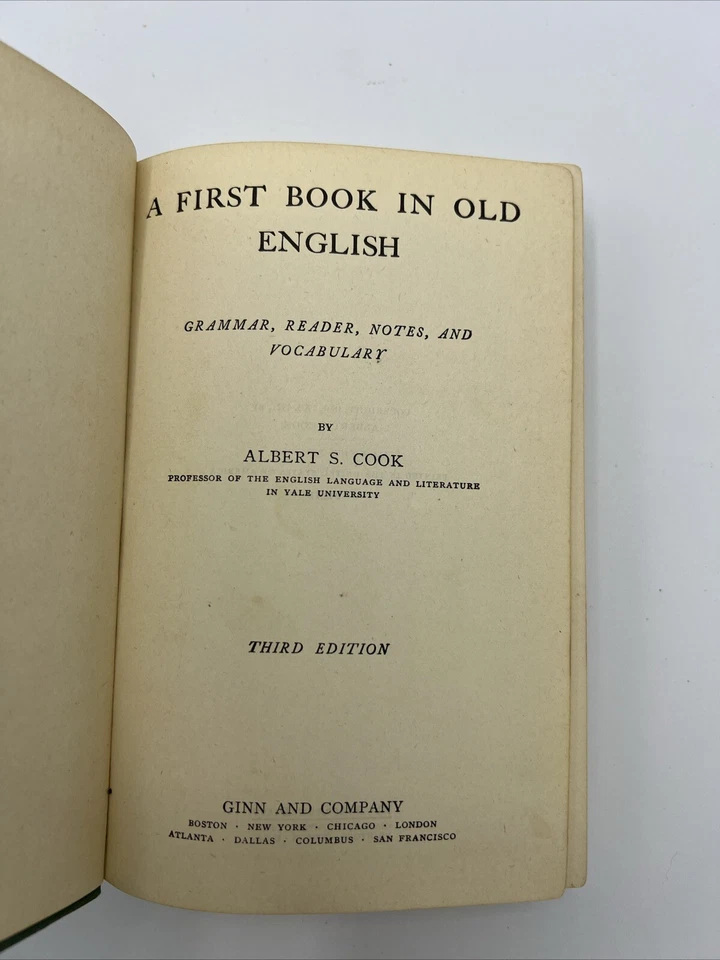 A FIRST BOOK IN OLD
ENGLISH
GRAMMAR, READER, NOTES, AND
VOCABULARY
BY
ALBERT S. COOK
PROFESSOR OF THE ENGLISH LANGUAGE AND LITERATURE
IN YALE UNIVERSITY
THIRD EDITION
GINN AND COMPANY
BOSTON · NEW YORK · CHICAGO · LONDON
ATLANTA · DALLAS · COLUMBUS · SAN FRANCISCO